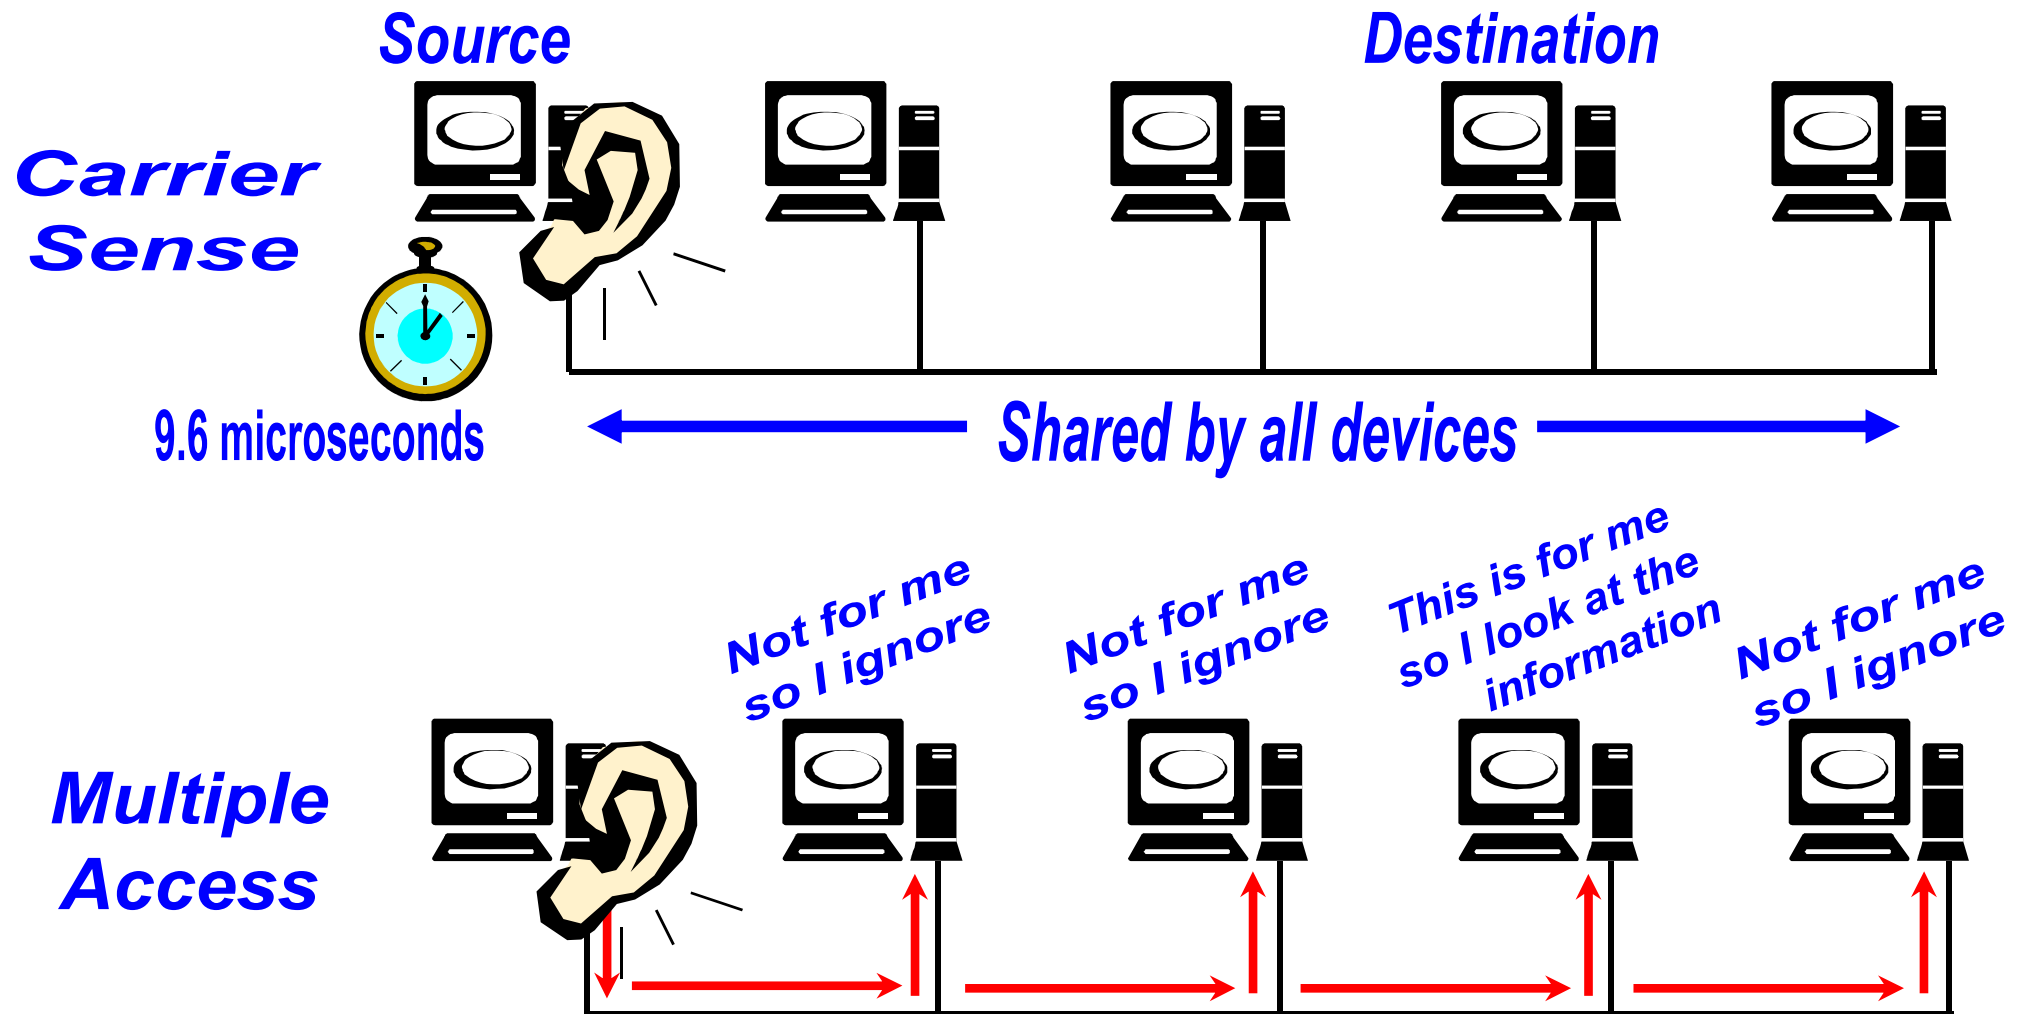 Source
Destination
Carrier
Sense
9.6 microseconds
Shared by all devices
Not for me
so I ignore
Not for me
so I ignore
This is for me
so I look at the
information
Not for me
so I ignore
Multiple
Access